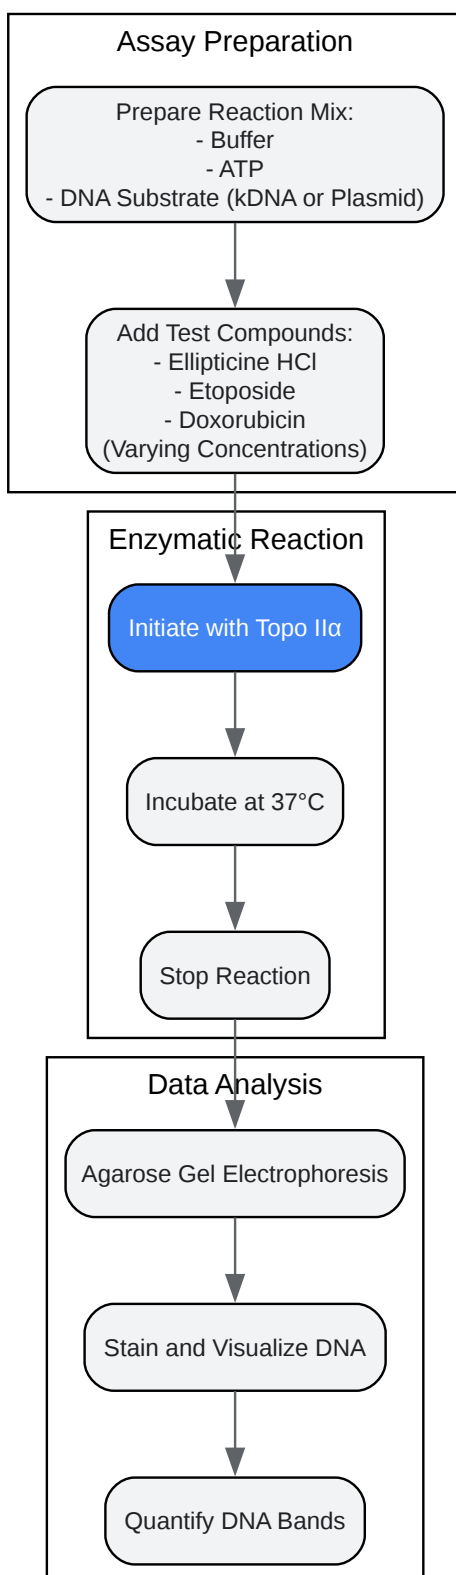 Assay Preparation
Prepare Reaction Mix:
- Buffer
- ATP
- DNA Substrate (kDNA or Plasmid)
Add Test Compounds:
- Ellipticine HCl
- Etoposide
- Doxorubicin
(Varying Concentrations)
Enzymatic Reaction
Initiate with Topo IIα
Incubate at 37°C
Stop Reaction
Data Analysis
Agarose Gel Electrophoresis
Stain and Visualize DNA
Quantify DNA Bands